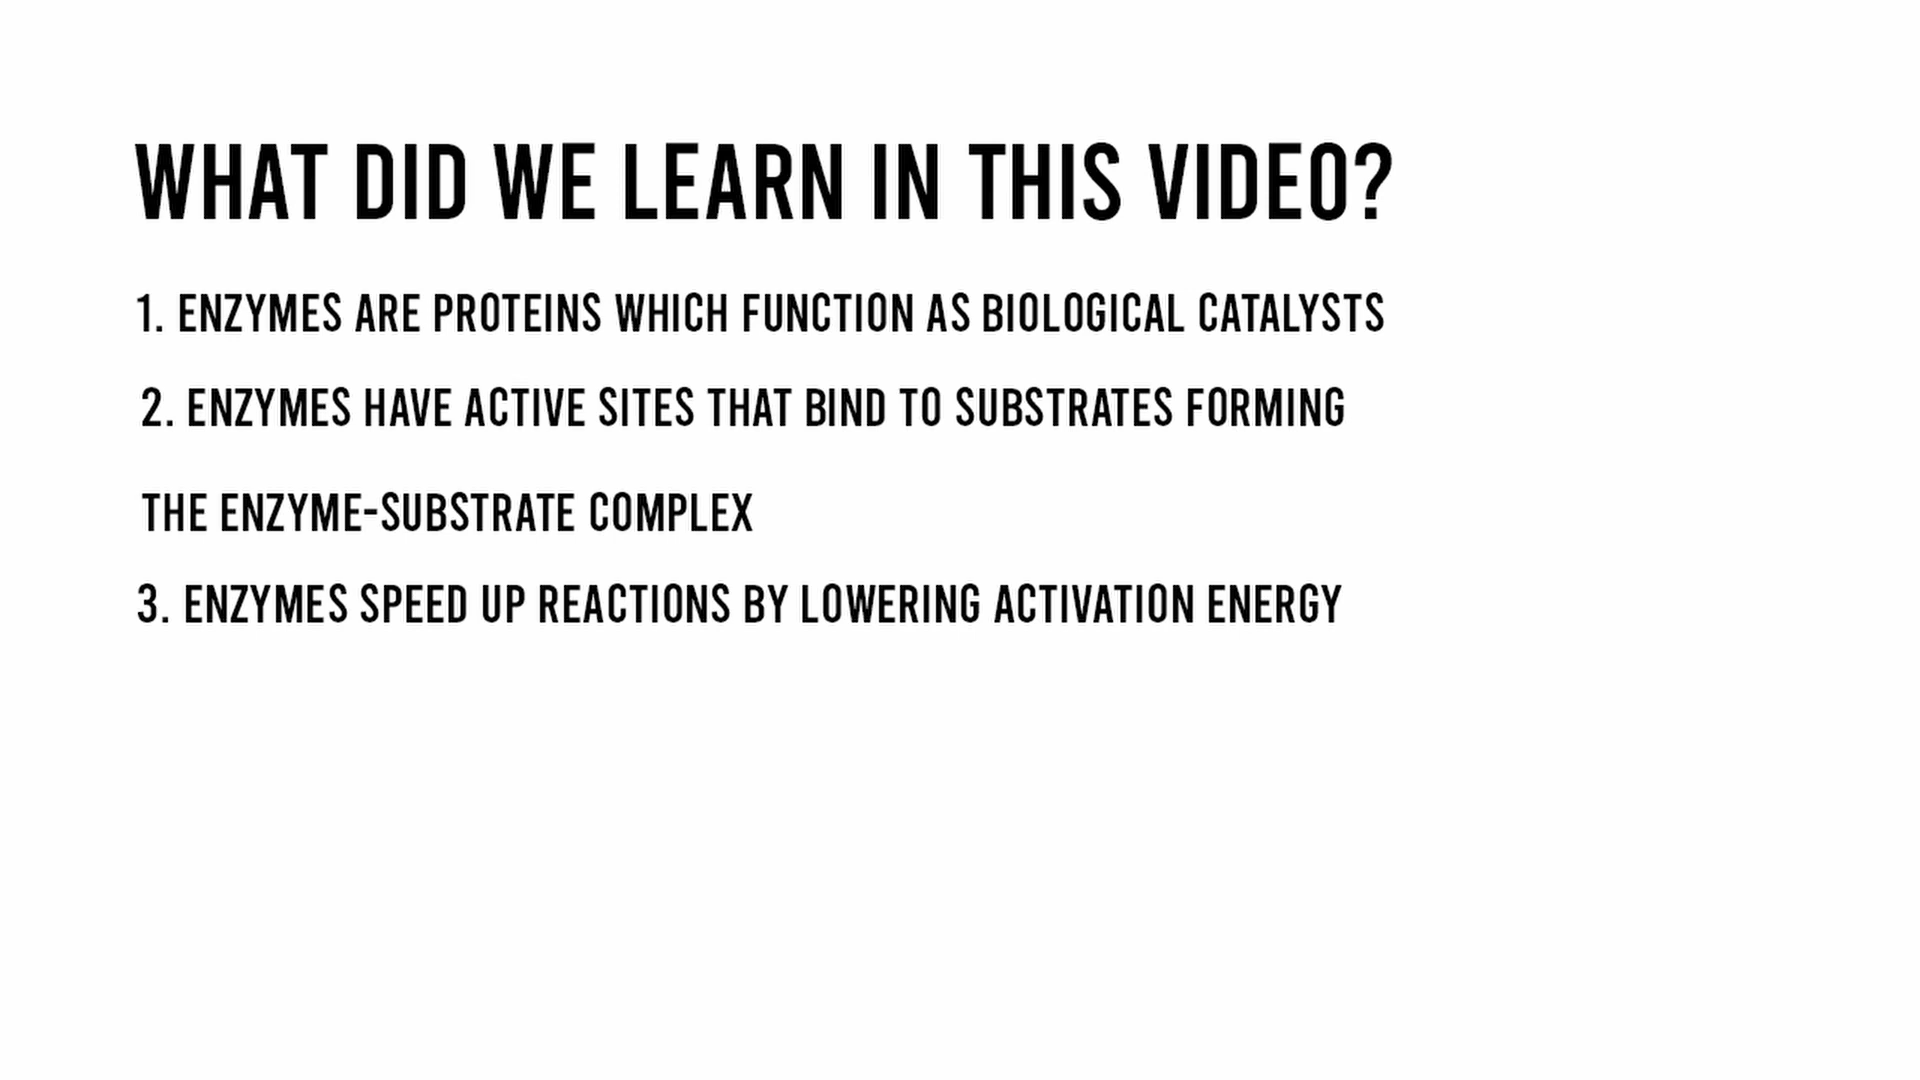 WHAT DID WE LEARN IN THIS VIDEO?
1. ENZYMES ARE PROTEINS WHICH FUNCTION AS BIOLOGICAL CATALYSTS
2. ENZYMES HAVE ACTIVE SITES THAT BIND TO SUBSTRATES FORMING
THE ENZYME-SUBSTRATE COMPLEX
3. ENZYMES SPEED UP REACTIONS BY LOWERING ACTIVATION ENERGY